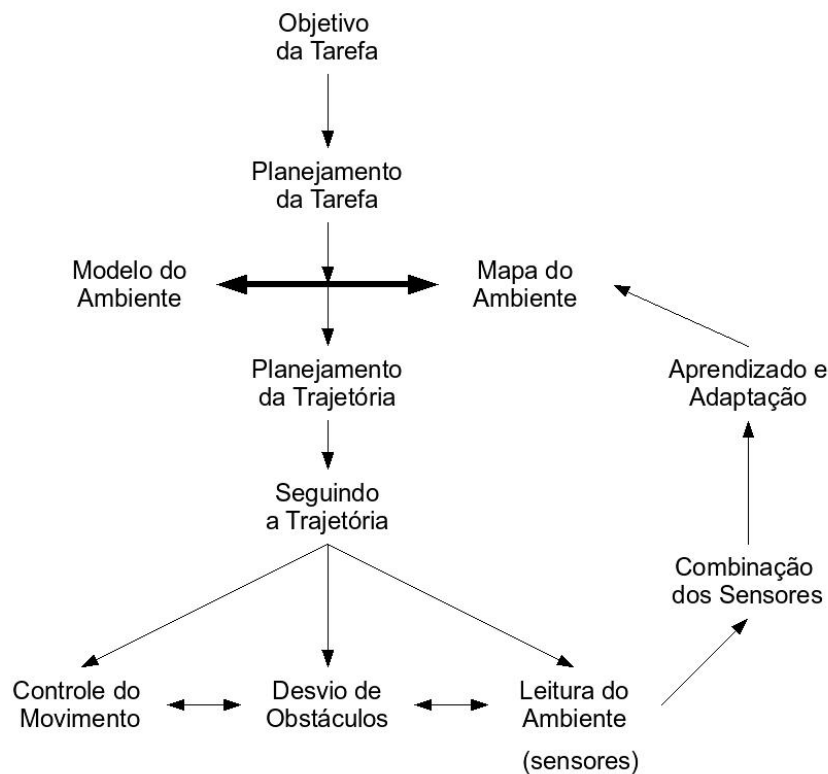 Objetivo
da Tarefa
Planejamento
da Tarefa
Modelo do
Ambiente
Mapa do
Ambiente
Planejamento
da Trajetória
Aprendizado e
Adaptação
Seguindo
a Trajetória
Combinação
dos Sensores
Controle do
Movimento
Desvio de
Obstáculos
Leitura do
Ambiente
(sensores)